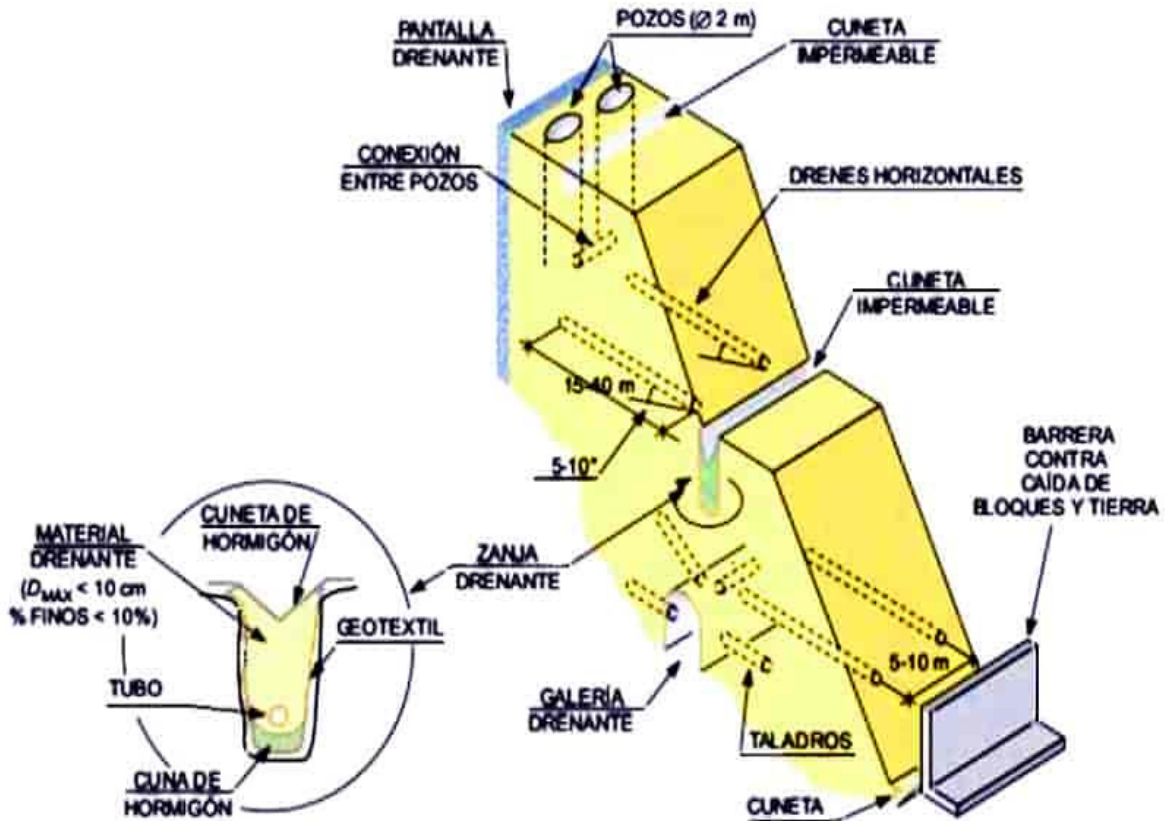 POZOS (Ø 2 m)
PANTALLA
DRENANTE
CUNETA
IMPERMEABLE
CONEXIÓN
ENTRE POZOS
DRENES HORIZONTALES
CUNETA
IMPERMEABLE
15-40 m
5-10°
BARRERA
CONTRA
CAÍDA DE
BLOQUES Y TIERRA
CUNETA DE
HORMIGÓN
MATERIAL
DRENANTE
(DMAX < 10 cm
% FINOS < 10%)
ZANJA
DRENANTE
GEOTEXTIL
TUBO
CUNA DE
HORMIGÓN
GALERÍA
DRENANTE
TALADROS
5-10 m
CUNETA